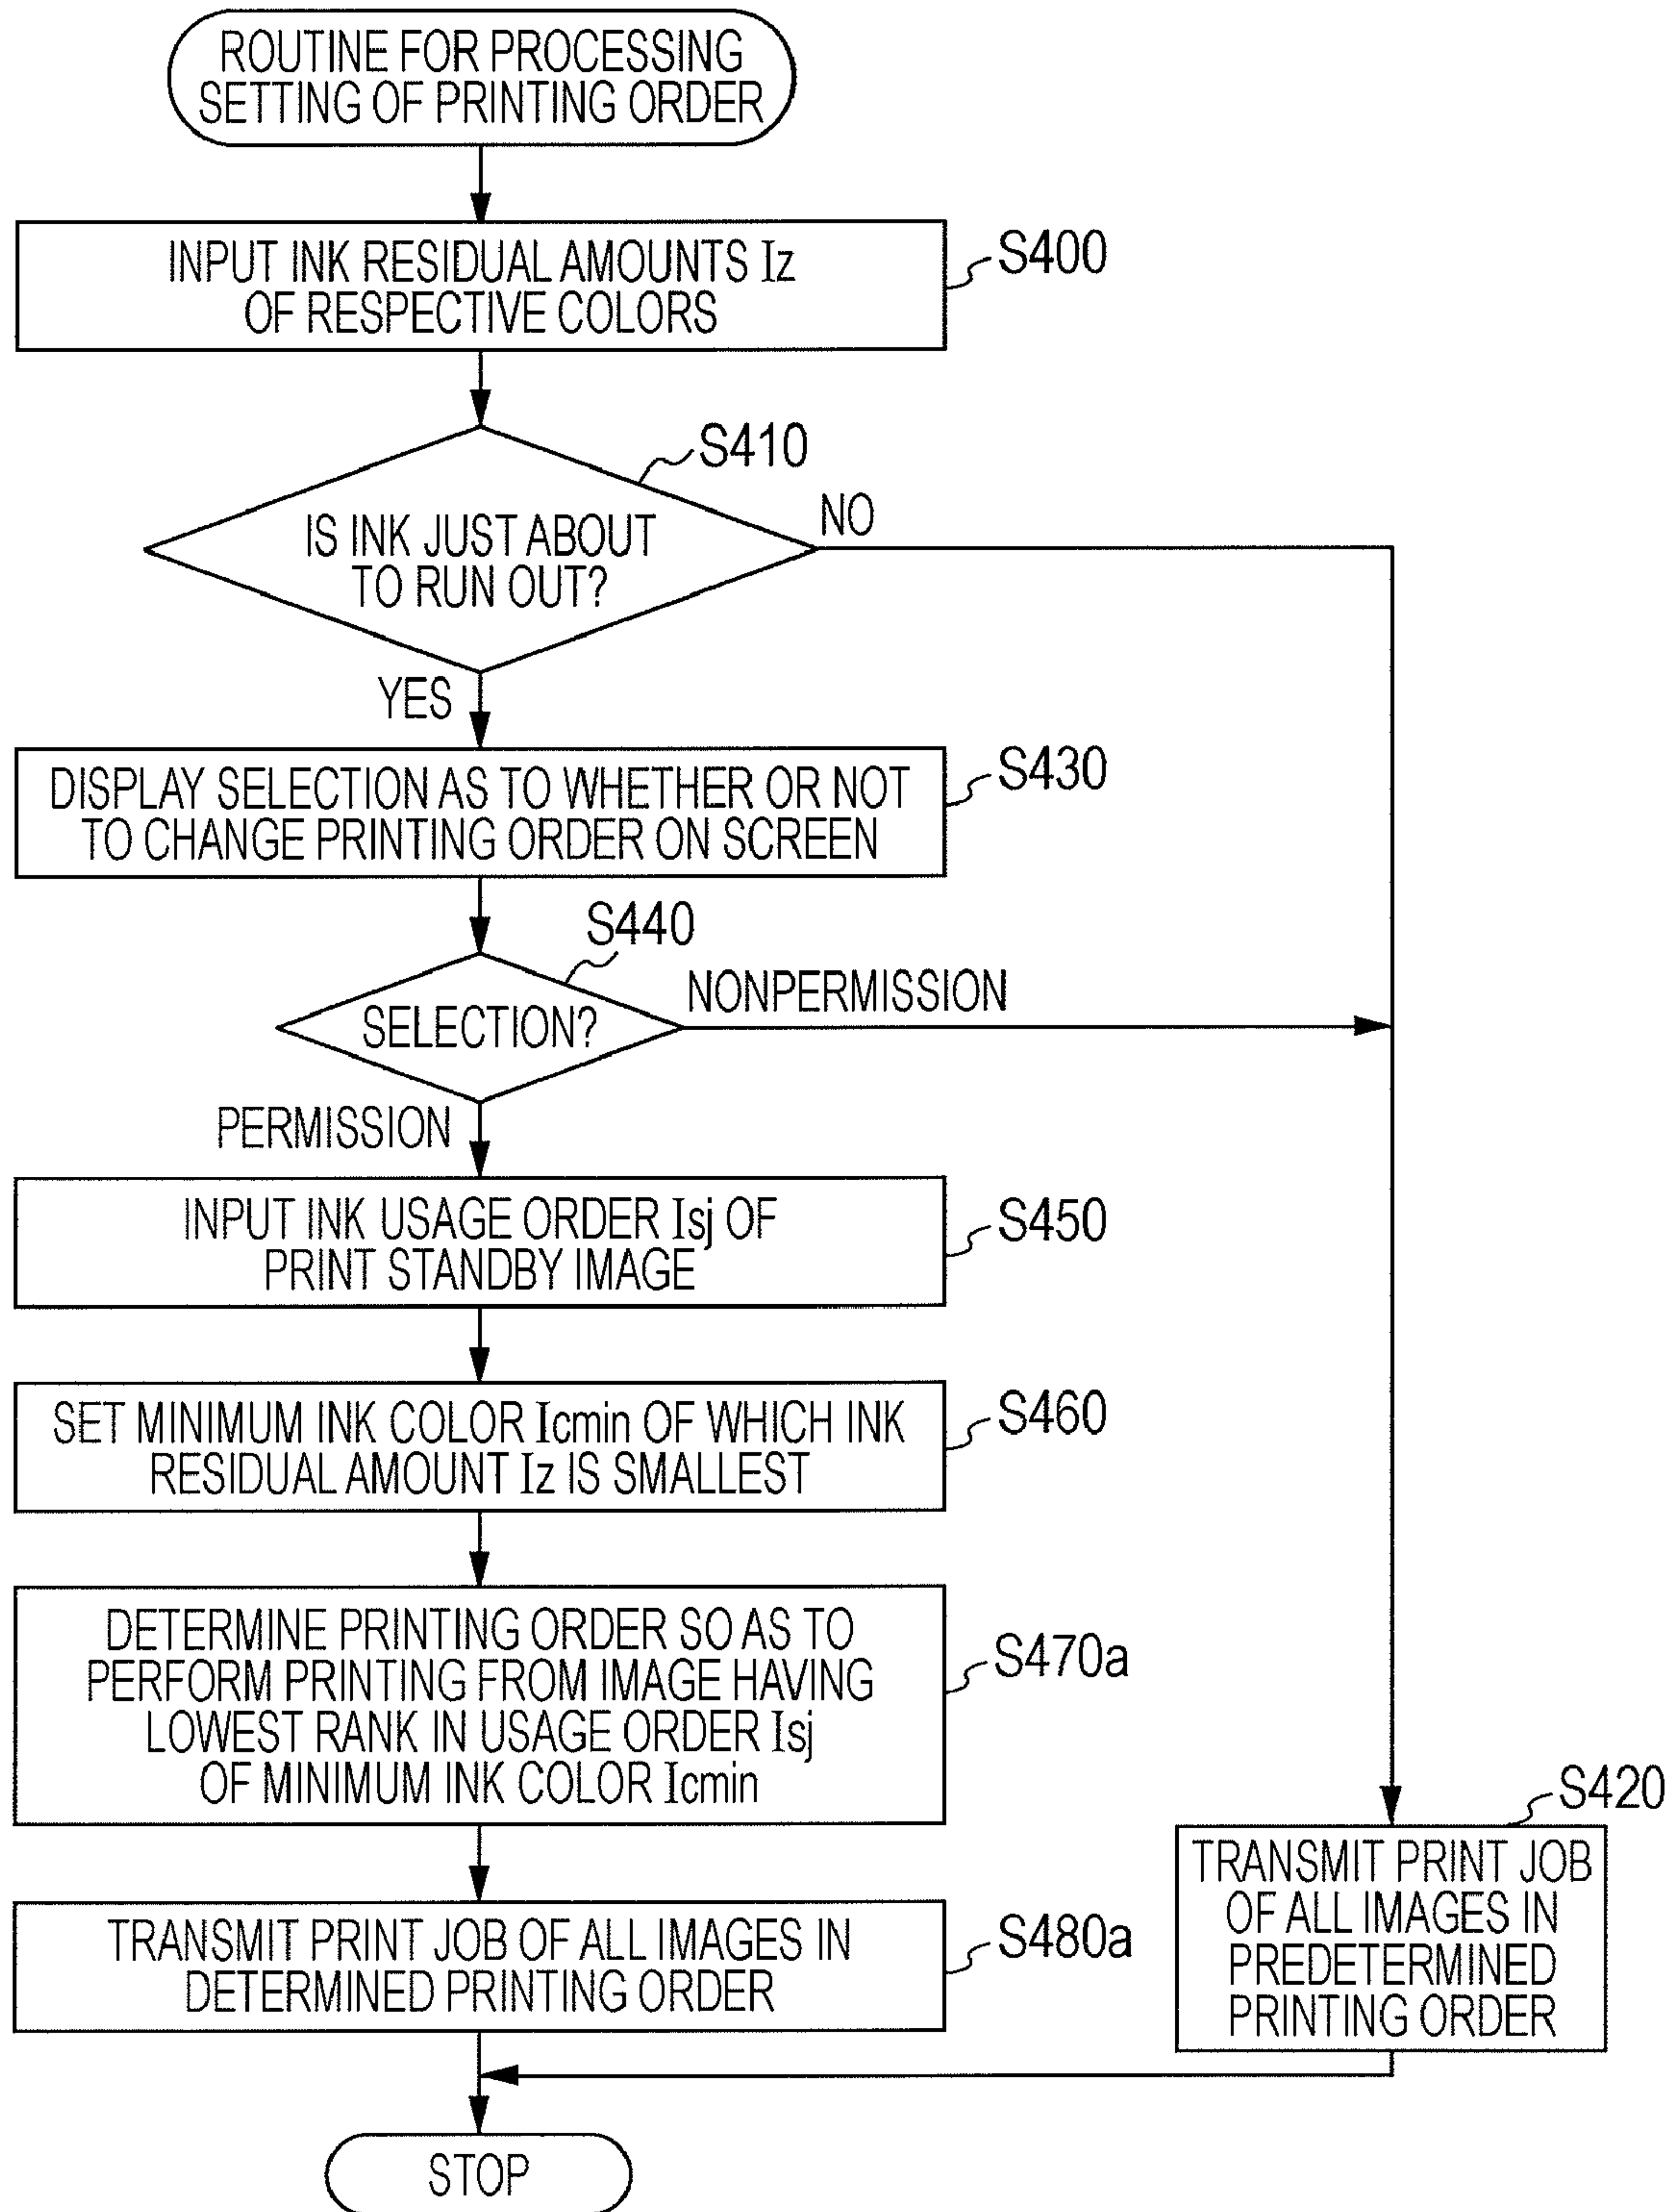 ROUTINE FOR PROCESSING
SETTING OF PRINTING ORDER
INPUT INK RESIDUAL AMOUNTS Iz
OF RESPECTIVE COLORS
S400
S410
IS INK JUST ABOUT
TO RUN OUT?
NO
YES
DISPLAY SELECTION AS TO WHETHER OR NOT
TO CHANGE PRINTING ORDER ON SCREEN
S430
S440
SELECTION?
NONPERMISSION
PERMISSION
INPUT INK USAGE ORDER Isj OF
PRINT STANDBY IMAGE
S450
SET MINIMUM INK COLOR Icmin OF WHICH INK
RESIDUAL AMOUNT Iz IS SMALLEST
S460
DETERMINE PRINTING ORDER SO AS TO
PERFORM PRINTING FROM IMAGE HAVING
LOWEST RANK IN USAGE ORDER Isj
OF MINIMUM INK COLOR Icmin
S470a
S420
TRANSMIT PRINT JOB
OF ALL IMAGES IN
PREDETERMINED
PRINTING ORDER
TRANSMIT PRINT JOB OF ALL IMAGES IN
DETERMINED PRINTING ORDER
S480a
STOP